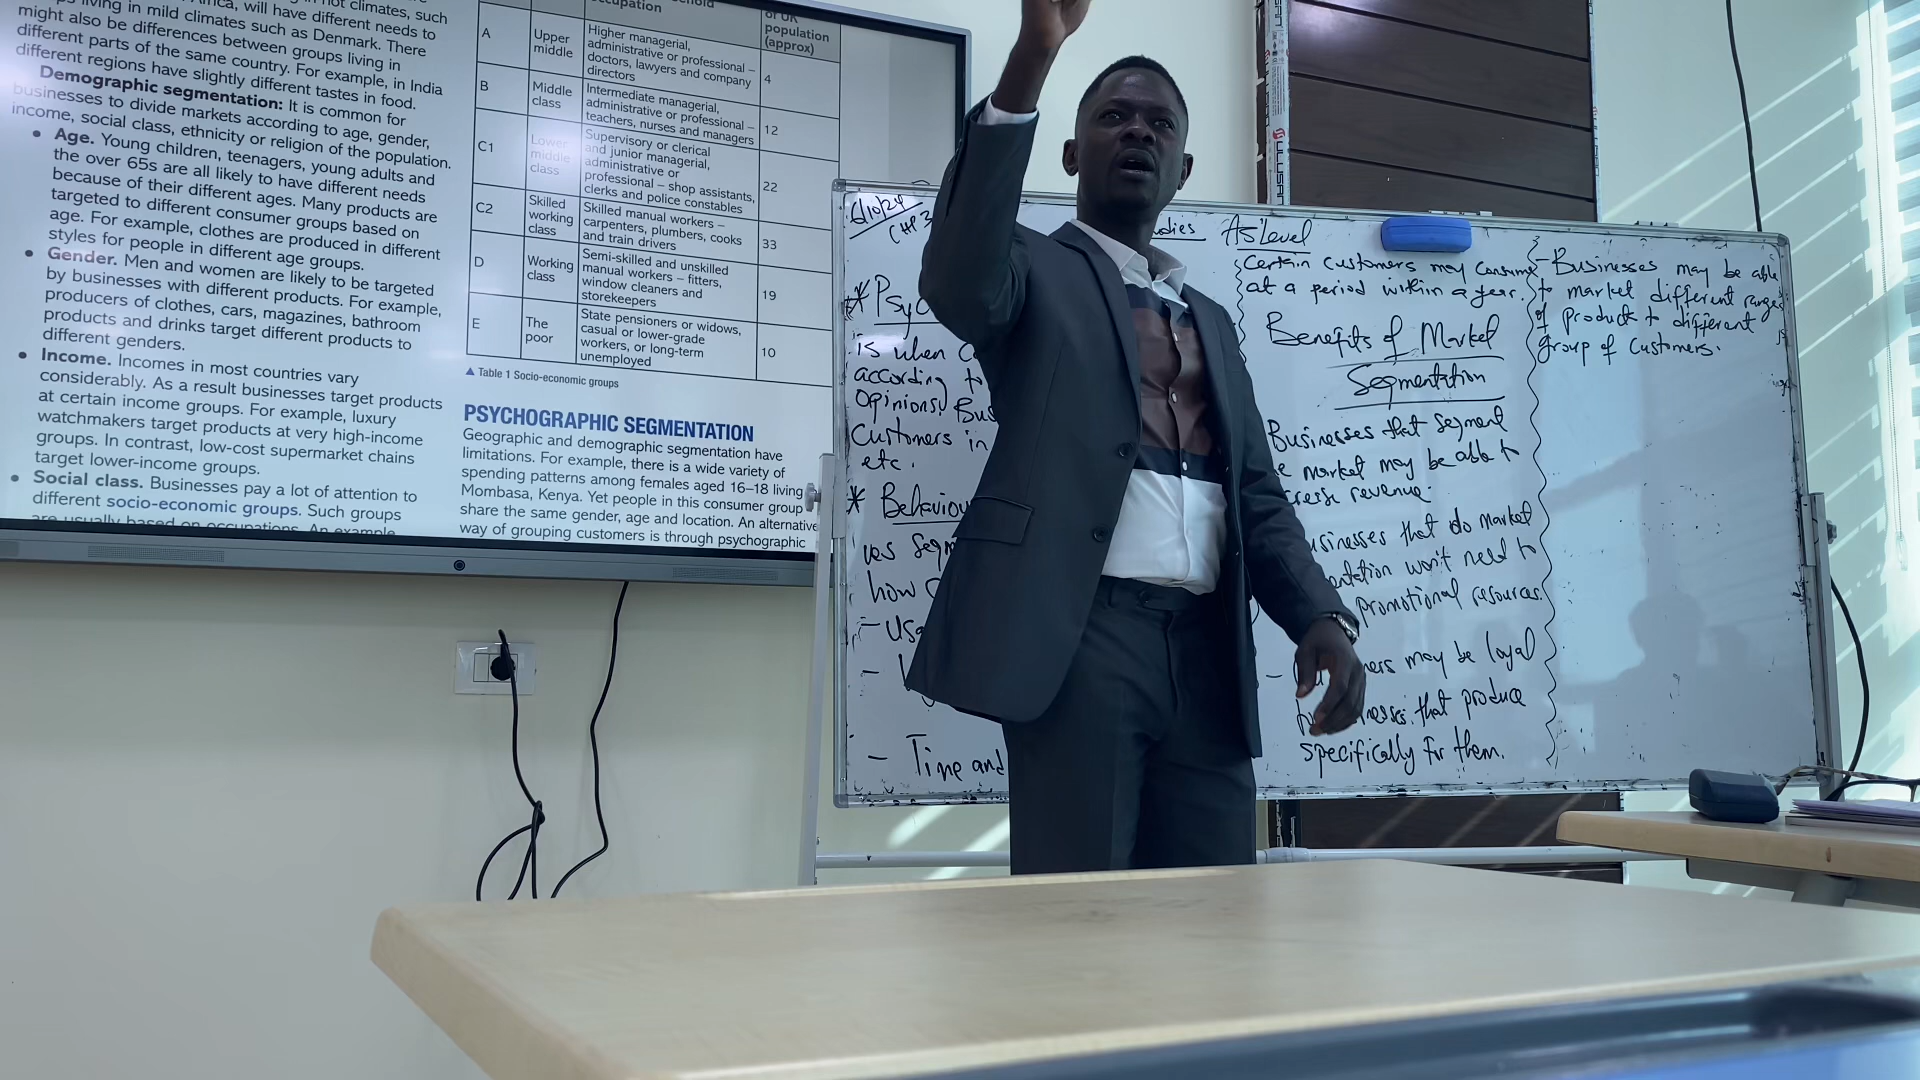 living in mild climates such as Denmark. There
might also be differences between groups living in
different parts of the same country. For example, in India
different regions have slightly different tastes in food.
Demographic segmentation: It is common for
businesses to divide markets according to age, gender,
income, social class, ethnicity or religion of the population.
• Age. Young children, teenagers, young adults and
the over 65s are all likely to have different needs
because of their different ages. Many products are
targeted to different consumer groups based on
age. For example, clothes are produced in different
styles for people in different age groups.
• Gender. Men and women are likely to be targeted
by businesses with different products. For example,
producers of clothes, cars, magazines, bathroom
products and drinks target different products to
different genders.
• Income. Incomes in most countries vary
considerably. As a result businesses target products
at certain income groups. For example, luxury
watchmakers target products at very high-income
groups. In contrast, low-cost supermarket chains
target lower-income groups.
• Social class. Businesses pay a lot of attention to
different socio-economic groups. Such groups
are usually based on occupations. An example
of UK
population
(approx)
A
Upper
middle
Higher managerial,
administrative or professional –
doctors, lawyers and company
directors
4
B
Middle
class
Intermediate managerial,
administrative or professional –
teachers, nurses and managers
12
C1
Lower
middle
class
Supervisory or clerical
and junior managerial,
administrative or
professional – shop assistants,
clerks and police constables
22
C2
Skilled
working
class
Skilled manual workers –
carpenters, plumbers, cooks
and train drivers
33
D
Working
class
Semi-skilled and unskilled
manual workers – fitters,
window cleaners and
storekeepers
19
E
The
poor
State pensioners or widows,
casual or lower-grade
workers, or long-term
unemployed
10
▲ Table 1 Socio-economic groups
PSYCHOGRAPHIC SEGMENTATION
Geographic and demographic segmentation have
limitations. For example, there is a wide variety of
spending patterns among females aged 16–18 living
Mombasa, Kenya. Yet people in this consumer group
share the same gender, age and location. An alternative
way of grouping customers is through psychographic
As Level
is when
according to
Opinions.
Customers in
etc.
*
how
-
- Time and
Certain customers may consume
at a period within a year.
Benefits of Market
Segmentation
Businesses that segment
market may be able to
revenue.
that do market
won't need to
promotional resources.
-
may be loyal
that produce
specifically for them.
- Businesses may be able
to market different ranges
of products to different
group of customers.